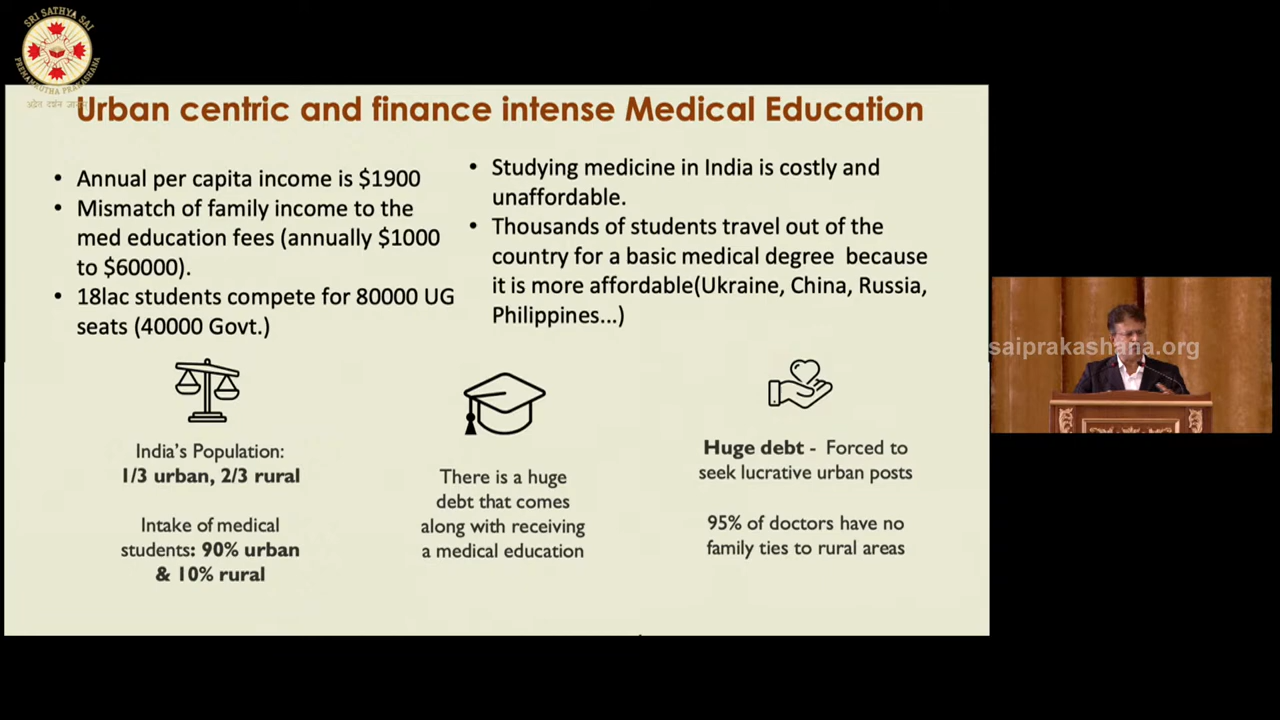 SRI SATHYA SAI
PREMAMRUTHA PRAKASHANA
Urban centric and finance intense Medical Education
• Annual per capita income is $1900
• Mismatch of family income to the
med education fees (annually $1000
to $60000).
• 18lac students compete for 80000 UG
seats (40000 Govt.)
• Studying medicine in India is costly and
unaffordable.
• Thousands of students travel out of the
country for a basic medical degree because
it is more affordable(Ukraine, China, Russia,
Philippines...)
India's Population:
1/3 urban, 2/3 rural
Intake of medical
students: 90% urban
& 10% rural
There is a huge
debt that comes
along with receiving
a medical education
Huge debt - Forced to
seek lucrative urban posts
95% of doctors have no
family ties to rural areas
saiprakashana.org